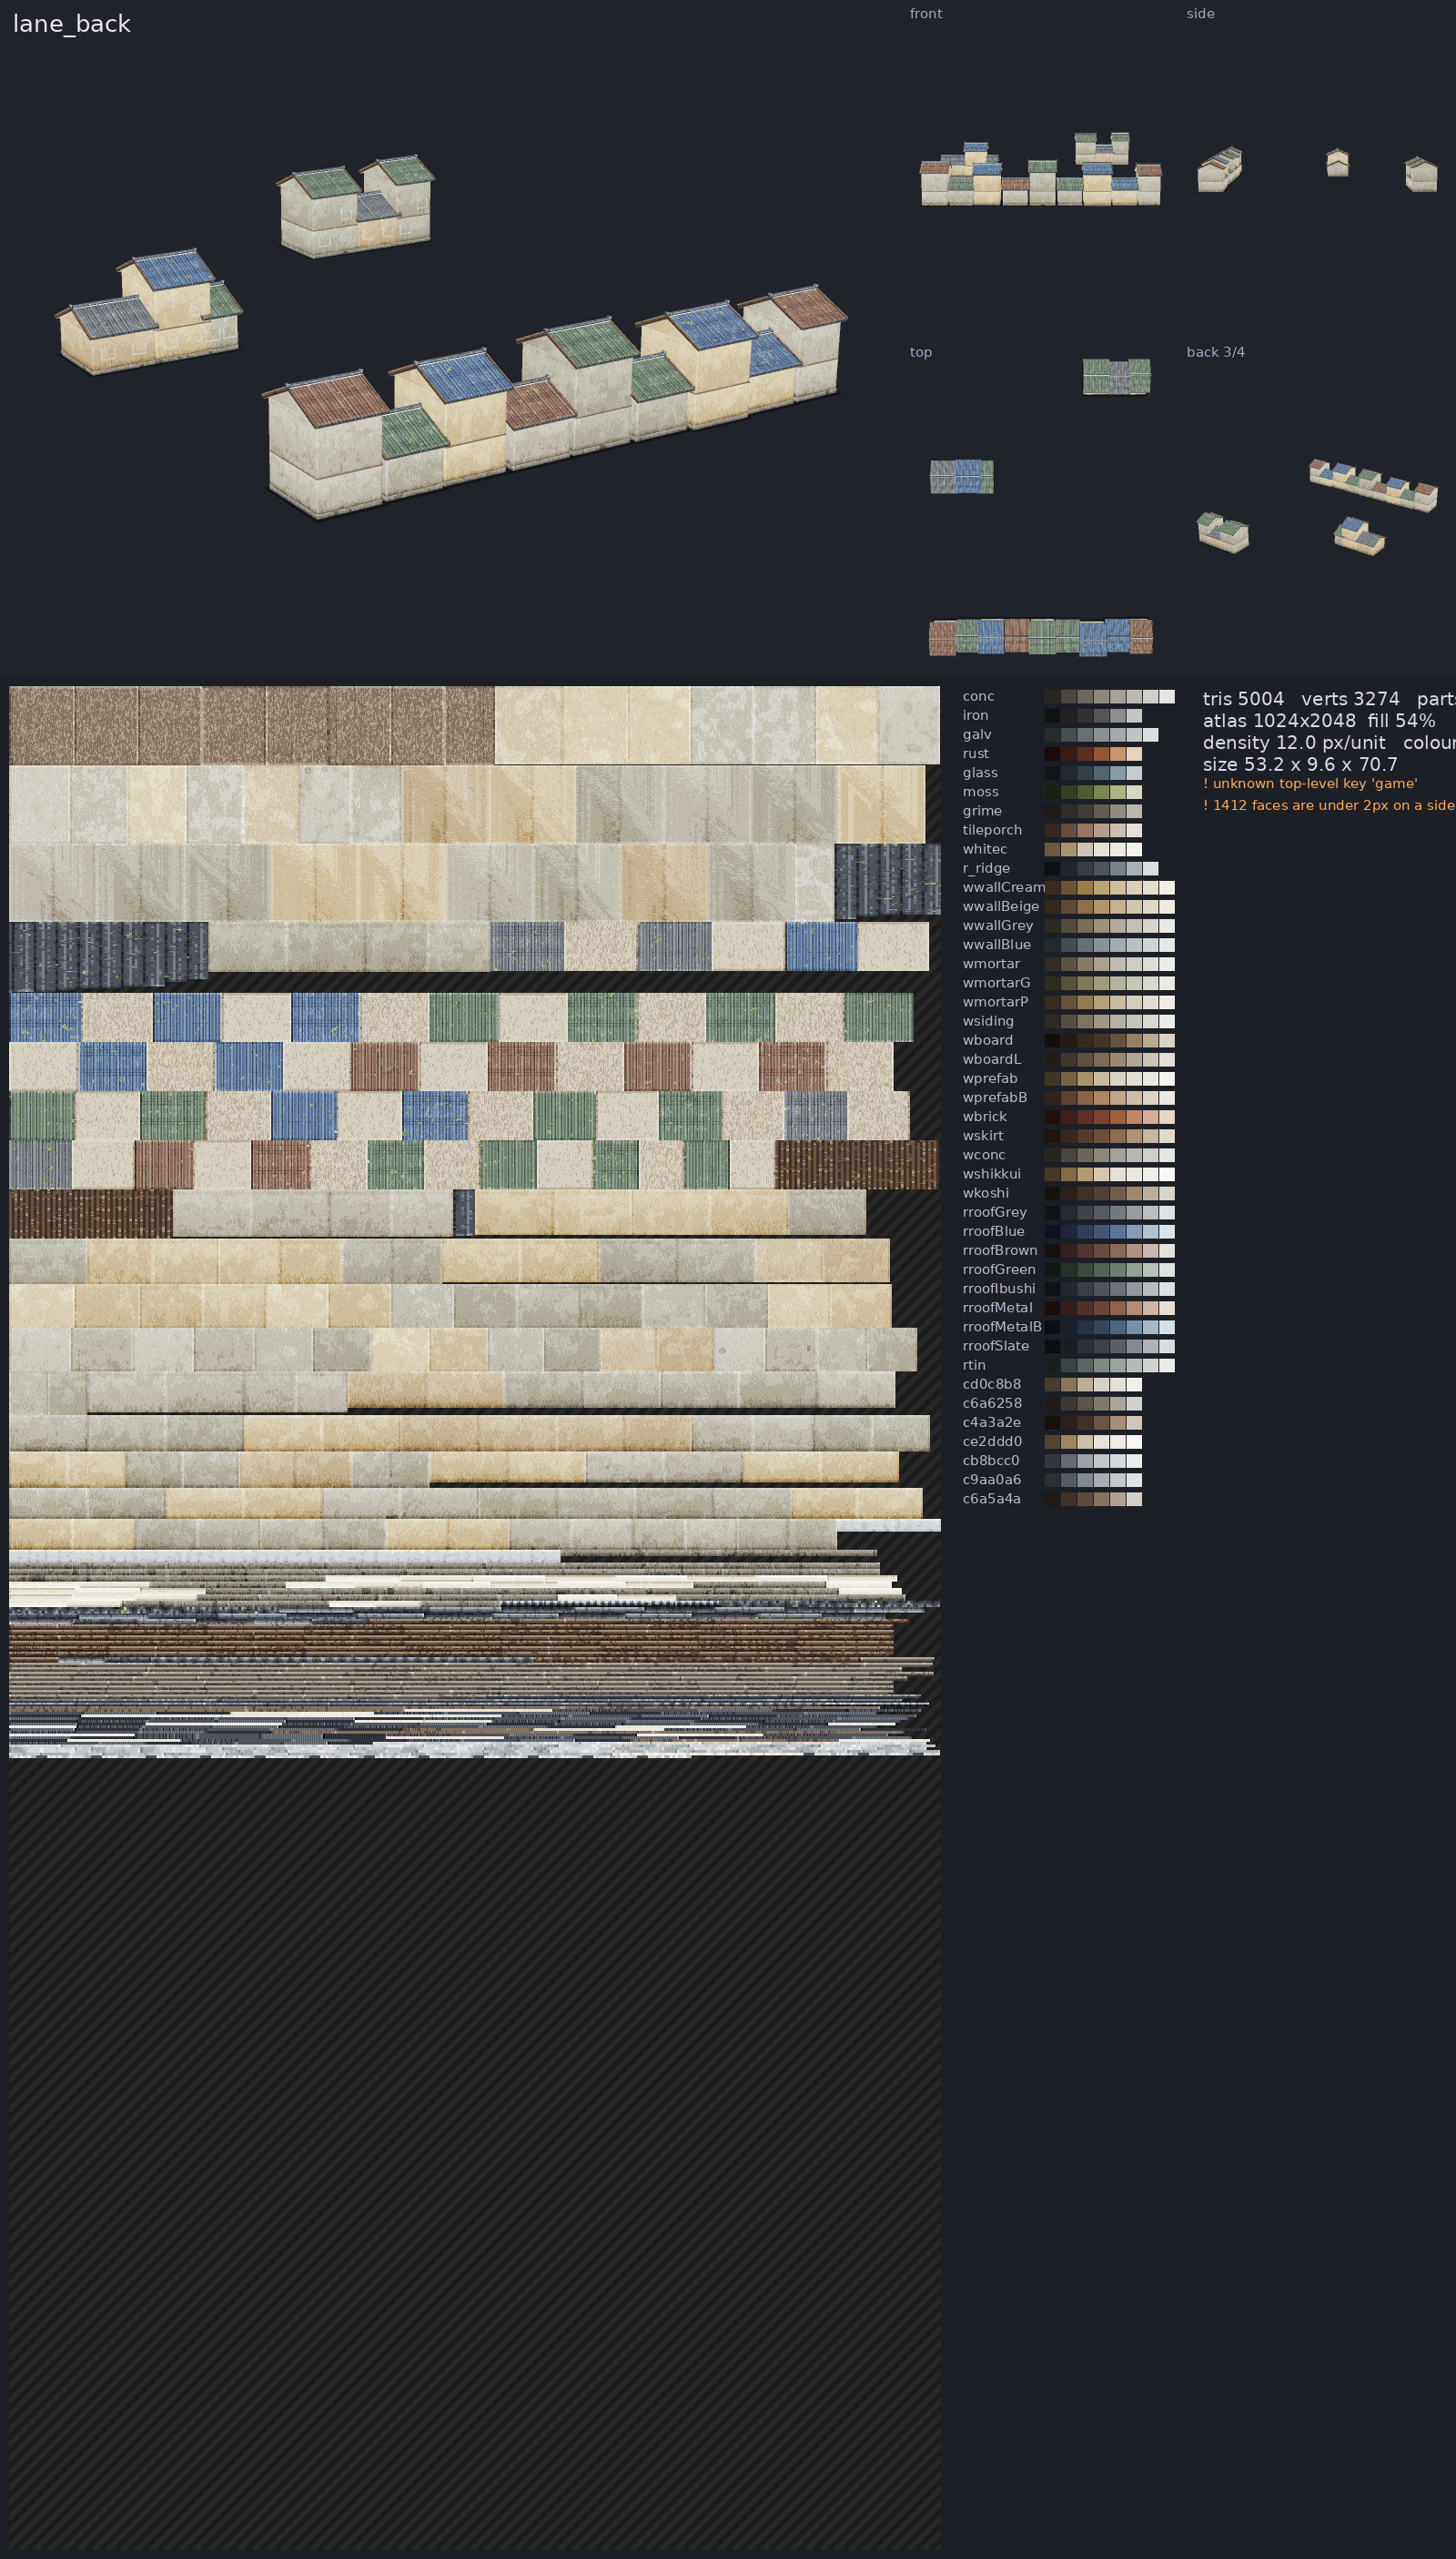 lane_back
front
side
top
back 3/4
conc
iron
galv
rust
glass
moss
grime
tileporch
whitec
r_ridge
wwallCream
wwallBeige
wwallGrey
wwallBlue
wmortar
wmortarG
wmortarP
wsiding
wboard
wboardL
wprefab
wprefabB
wbrick
wskirt
wconc
wshikkui
wkoshi
rroofGrey
rroofBlue
rroofBrown
rroofGreen
rroofIbushi
rroofMetal
rroofMetalB
rroofSlate
rtin
cd0c8b8
c6a6258
c4a3a2e
ce2ddd0
cb8bcc0
c9aa0a6
c6a5a4a
tris 5004 verts 3274 parts
atlas 1024x2048 fill 54%
density 12.0 px/unit colou
size 53.2 x 9.6 x 70.7
! unknown top-level key 'game'
! 1412 faces are under 2px on a side